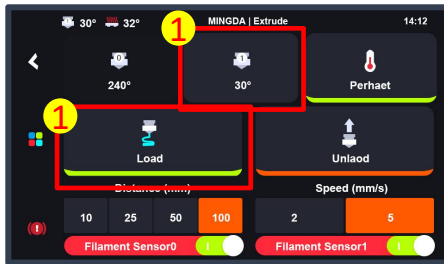 30° 32° MINGDA | Extrude 14:12
1
0 1
240° 30° Perhaet
1
Load Unlaod
Distance (mm) Speed (mm/s)
10 25 50 100 2 5
Filament Sensor0 Filament Sensor1